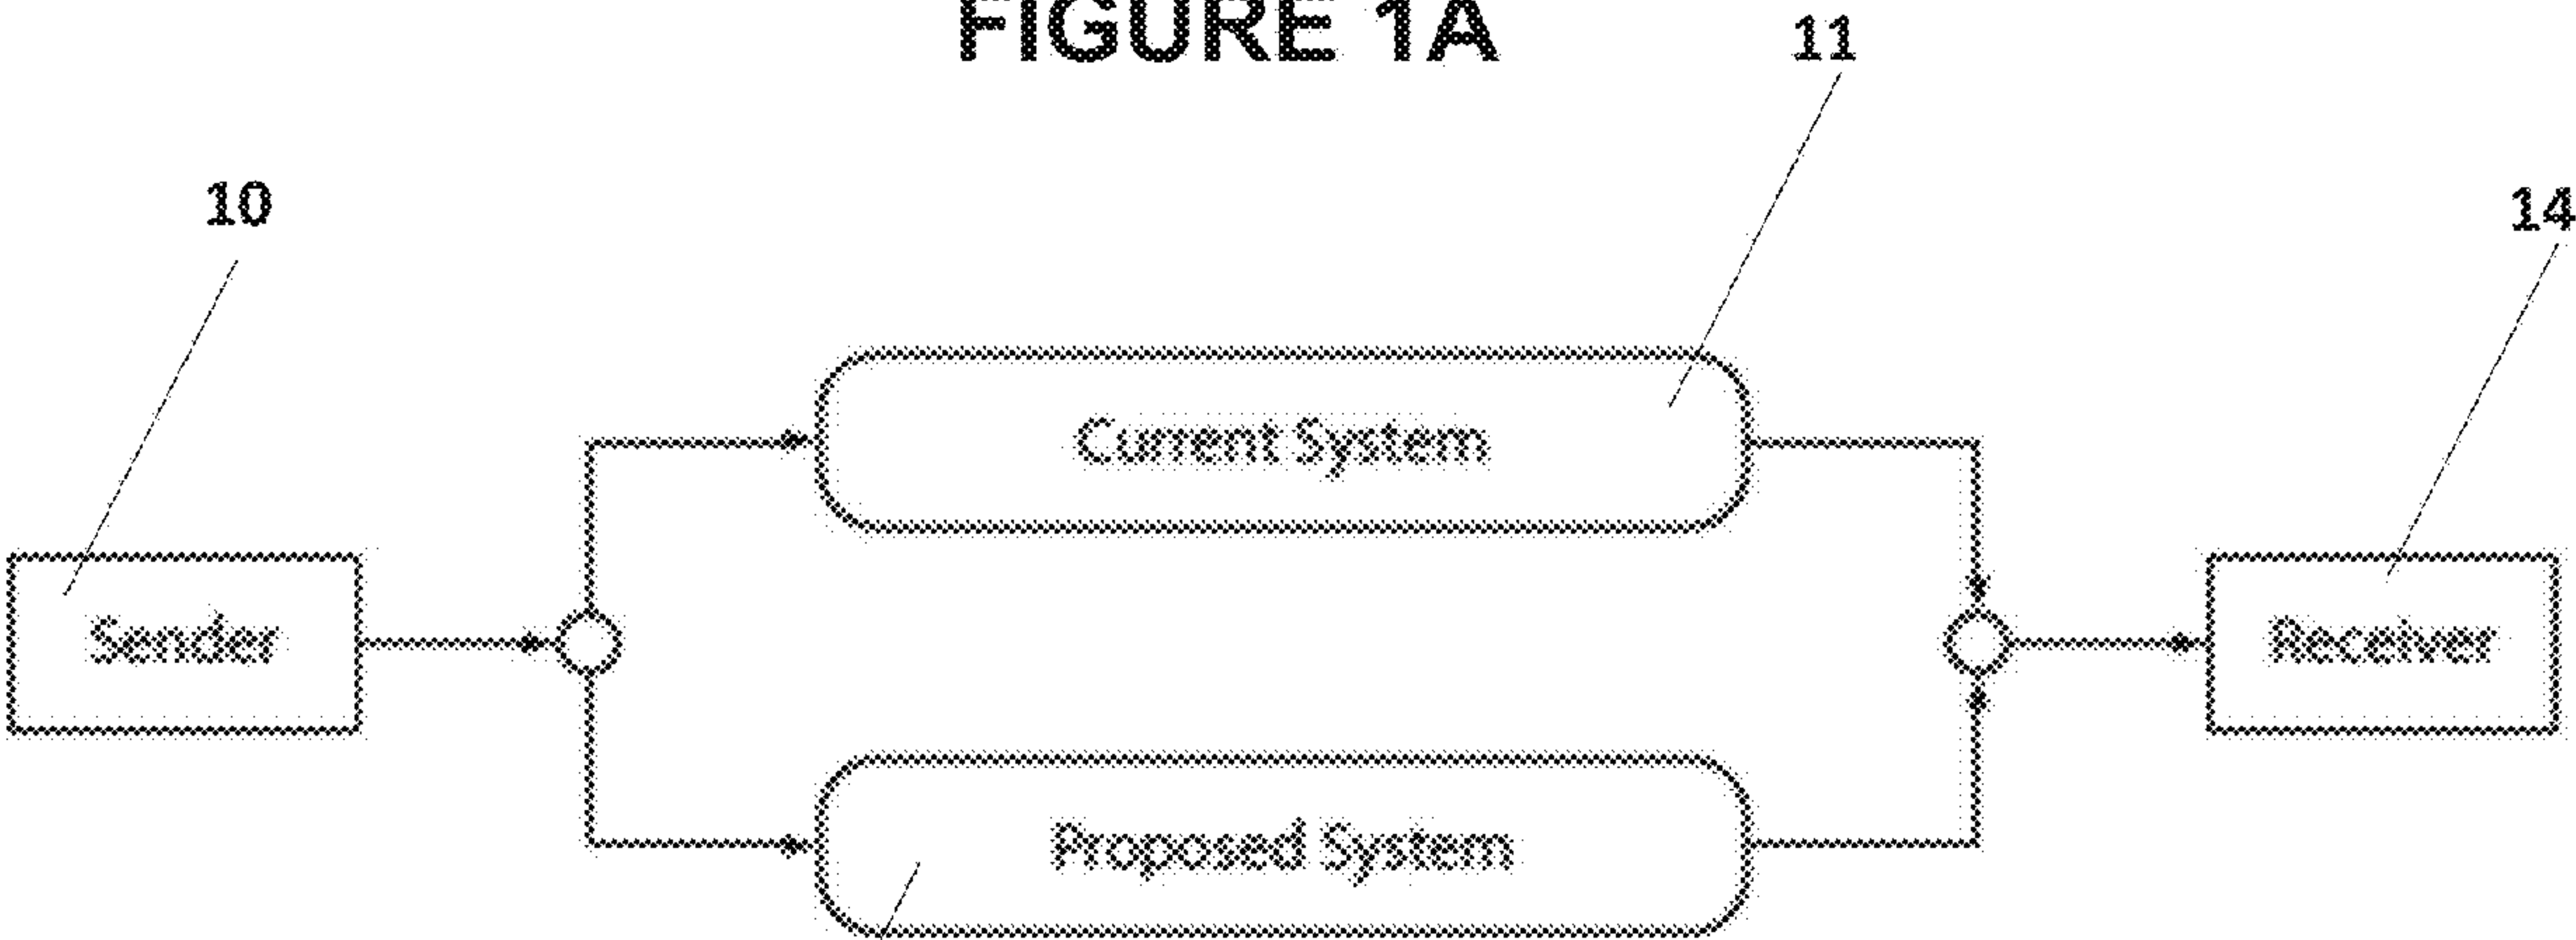 FIGURE 1A
11
10
14
Current System
Sender
Receiver
Proposed System